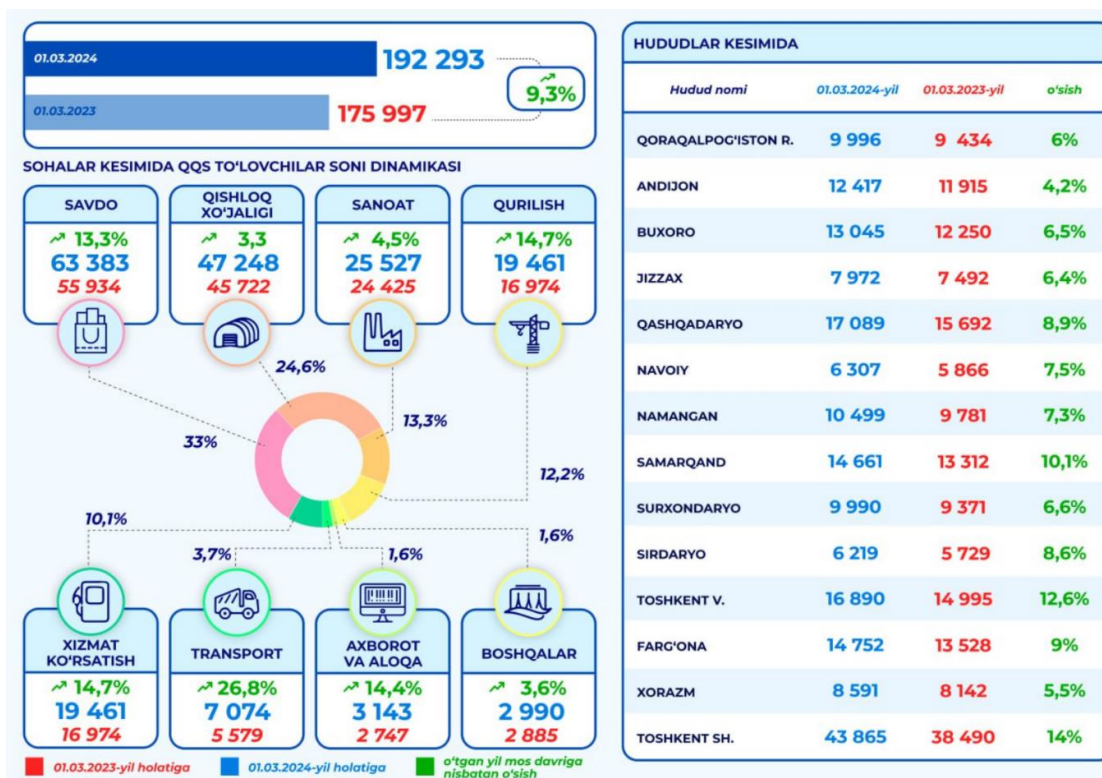 01.03.2024
192 293
9,3%
01.03.2023
175 997
SOHALAR KESIMIDA QQS TO‘LOVCHILAR SONI DINAMIKASI
SAVDO
13,3%
63 383
55 934
QISHLOQ
XO‘JALIGI
3,3
47 248
45 722
SANOAT
4,5%
25 527
24 425
QURILISH
14,7%
19 461
16 974
24,6%
13,3%
33%
12,2%
10,1%
3,7%
1,6%
1,6%
XIZMAT
KO‘RSATISH
14,7%
19 461
16 974
TRANSPORT
26,8%
7 074
5 579
AXBOROT
VA ALOQA
14,4%
3 143
2 747
BOSHQALAR
3,6%
2 990
2 885
01.03.2023-yil holatiga
01.03.2024-yil holatiga
o‘tgan yil mos davriga
nisbatan o‘sish
HUDUDLAR KESIMIDA
Hudud nomi 01.03.2024-yil 01.03.2023-yil o‘sish
QORAQALPOG‘ISTON R. 9 996 9 434 6%
ANDIJON 12 417 11 915 4,2%
BUXORO 13 045 12 250 6,5%
JIZZAX 7 972 7 492 6,4%
QASHQADARYO 17 089 15 692 8,9%
NAVOIY 6 307 5 866 7,5%
NAMANGAN 10 499 9 781 7,3%
SAMARQAND 14 661 13 312 10,1%
SURXONDARYO 9 990 9 371 6,6%
SIRDARYO 6 219 5 729 8,6%
TOSHKENT V. 16 890 14 995 12,6%
FARG‘ONA 14 752 13 528 9%
XORAZM 8 591 8 142 5,5%
TOSHKENT SH. 43 865 38 490 14%